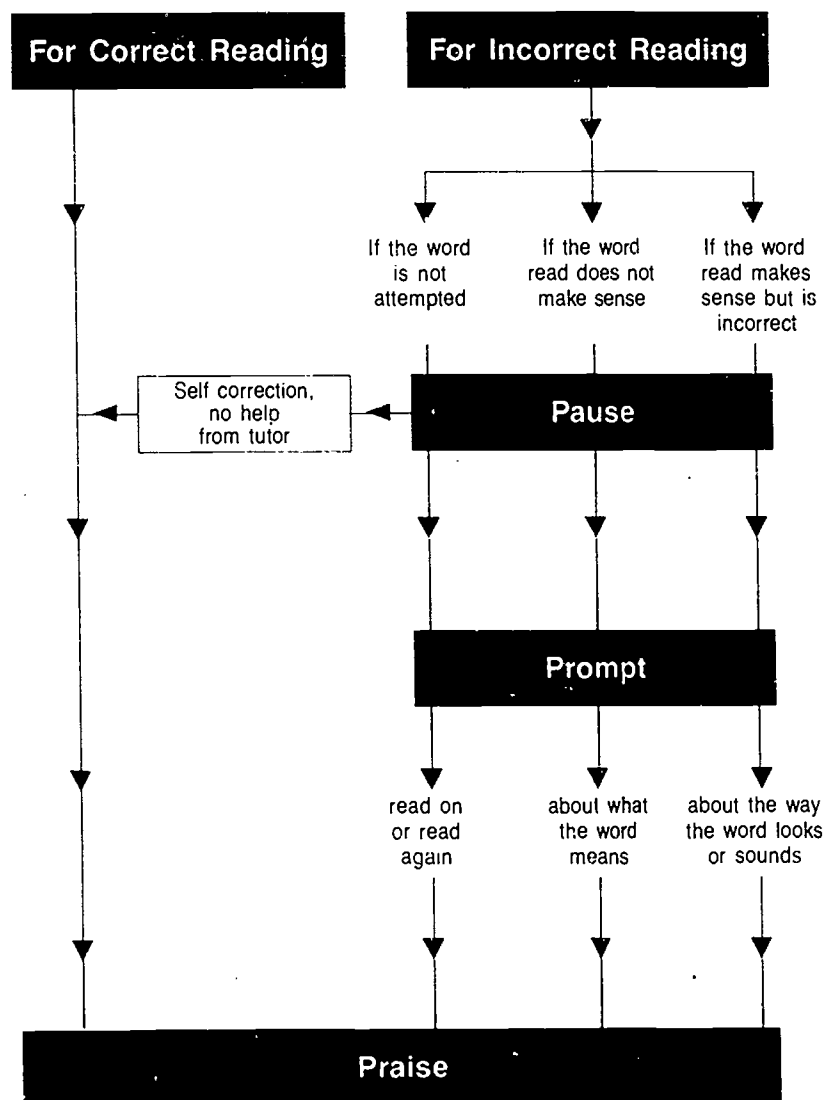 For Correct Reading
For Incorrect Reading
If the word
is not
attempted
If the word
read does not
make sense
If the word
read makes
sense but is
incorrect
Self correction,
no help
from tutor
Pause
Prompt
read on
or read
again
about what
the word
means
about the way
the word looks
or sounds
Praise